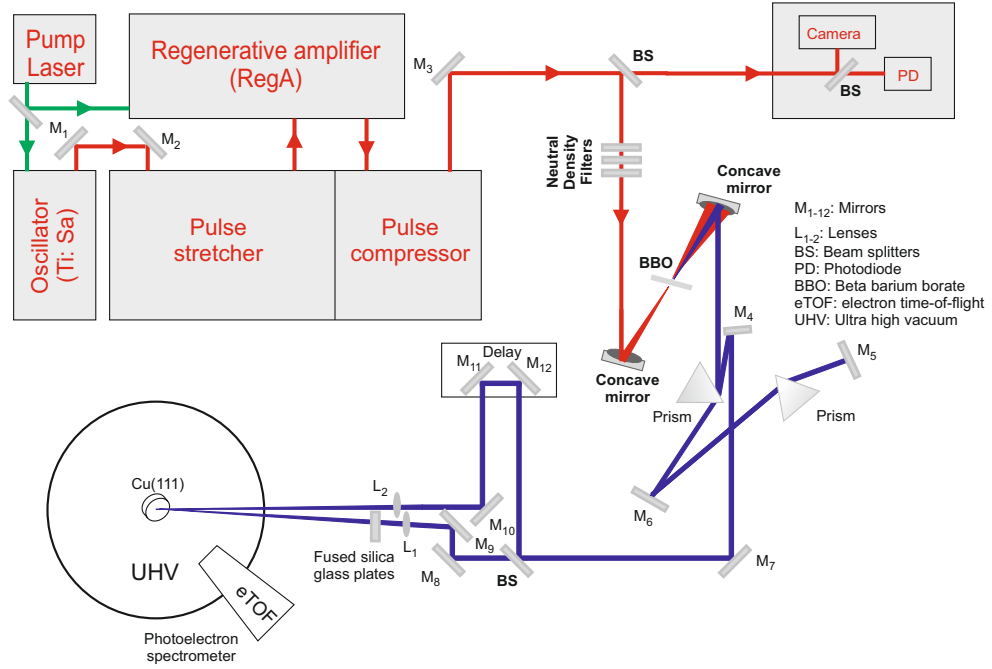 Pump
Laser
Regenerative amplifier
(RegA)
M3
BS
Camera
PD
BS
M1
M2
Oscillator
(Ti: Sa)
Pulse
stretcher
Pulse
compressor
Neutral
Density
Filters
Concave
mirror
BBO
M1-12: Mirrors
L1-2: Lenses
BS: Beam splitters
PD: Photodiode
BBO: Beta barium borate
eTOF: electron time-of-flight
UHV: Ultra high vacuum
M4
M5
Concave
mirror
Prism
Prism
Delay
M11
M12
M6
Cu(111)
L2
M10
M9
L1
Fused silica
glass plates
M8
BS
M7
UHV
eTOF
Photoelectron
spectrometer